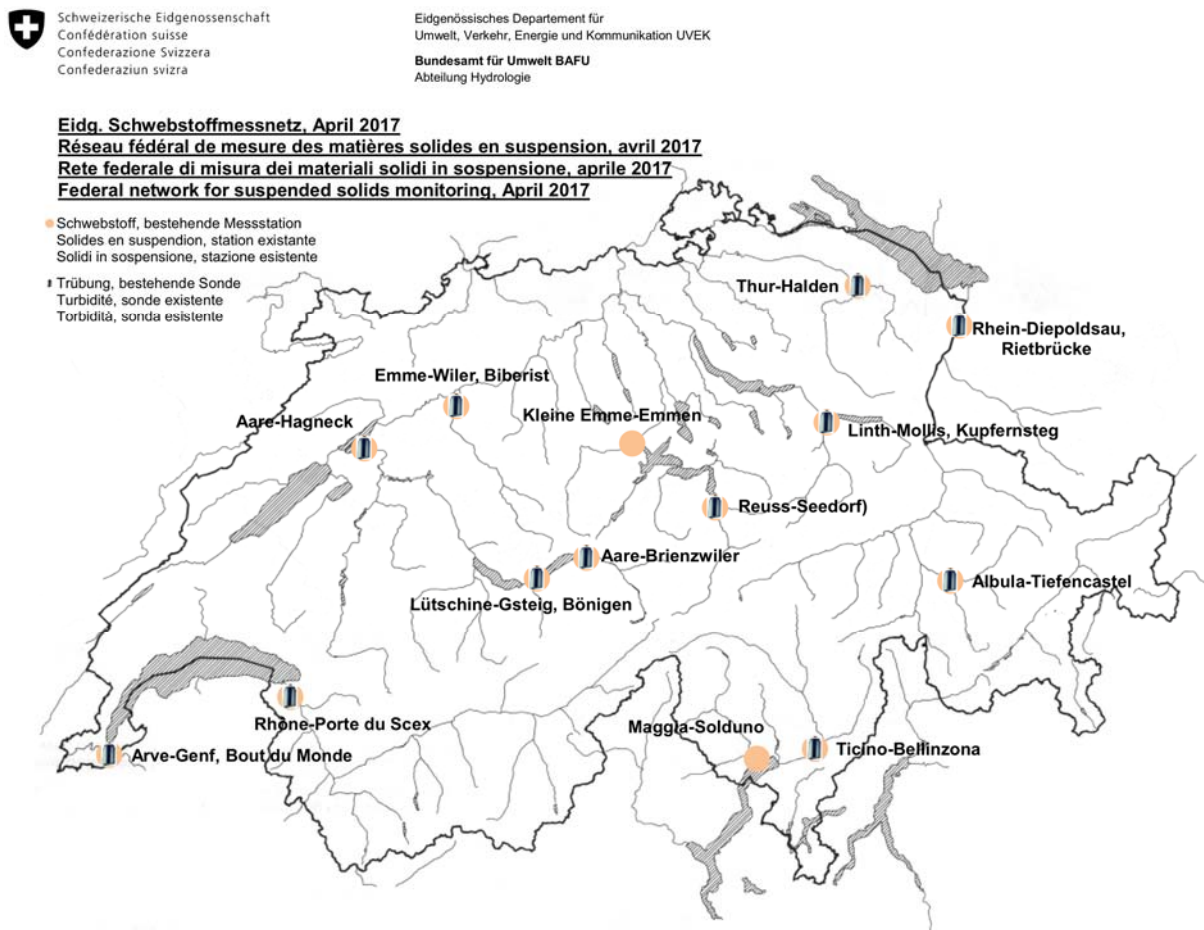 Schweizerische Eidgenossenschaft
Confédération suisse
Confederazione Svizzera
Confederaziun svizra
Eidgenössisches Departement für
Umwelt, Verkehr, Energie und Kommunikation UVEK
Bundesamt für Umwelt BAFU
Abteilung Hydrologie
Eidg. Schwebstoffmessnetz, April 2017
Réseau fédéral de mesure des matières solides en suspension, avril 2017
Rete federale di misura dei materiali solidi in sospensione, aprile 2017
Federal network for suspended solids monitoring, April 2017
Schwebstoff, bestehende Messstation
Solides en suspendion, station existante
Solidi in sospensione, stazione esistente
Trübung, bestehende Sonde
Turbidité, sonde existente
Torbidità, sonda esistente
Thur-Halden
Rhein-Diepoldsau,
Rietbrücke
Emme-Wiler, Biberist
Kleine Emme-Emmen
Aare-Hagneck
Linth-Mollis, Kupfernsteg
Reuss-Seedorf)
Aare-Brienzwiler
Albula-Tiefencastel
Lütschine-Gsteig, Bönigen
Rhône-Porte du Scex
Maggia-Solduno
Ticino-Bellinzona
Arve-Genf, Bout du Monde